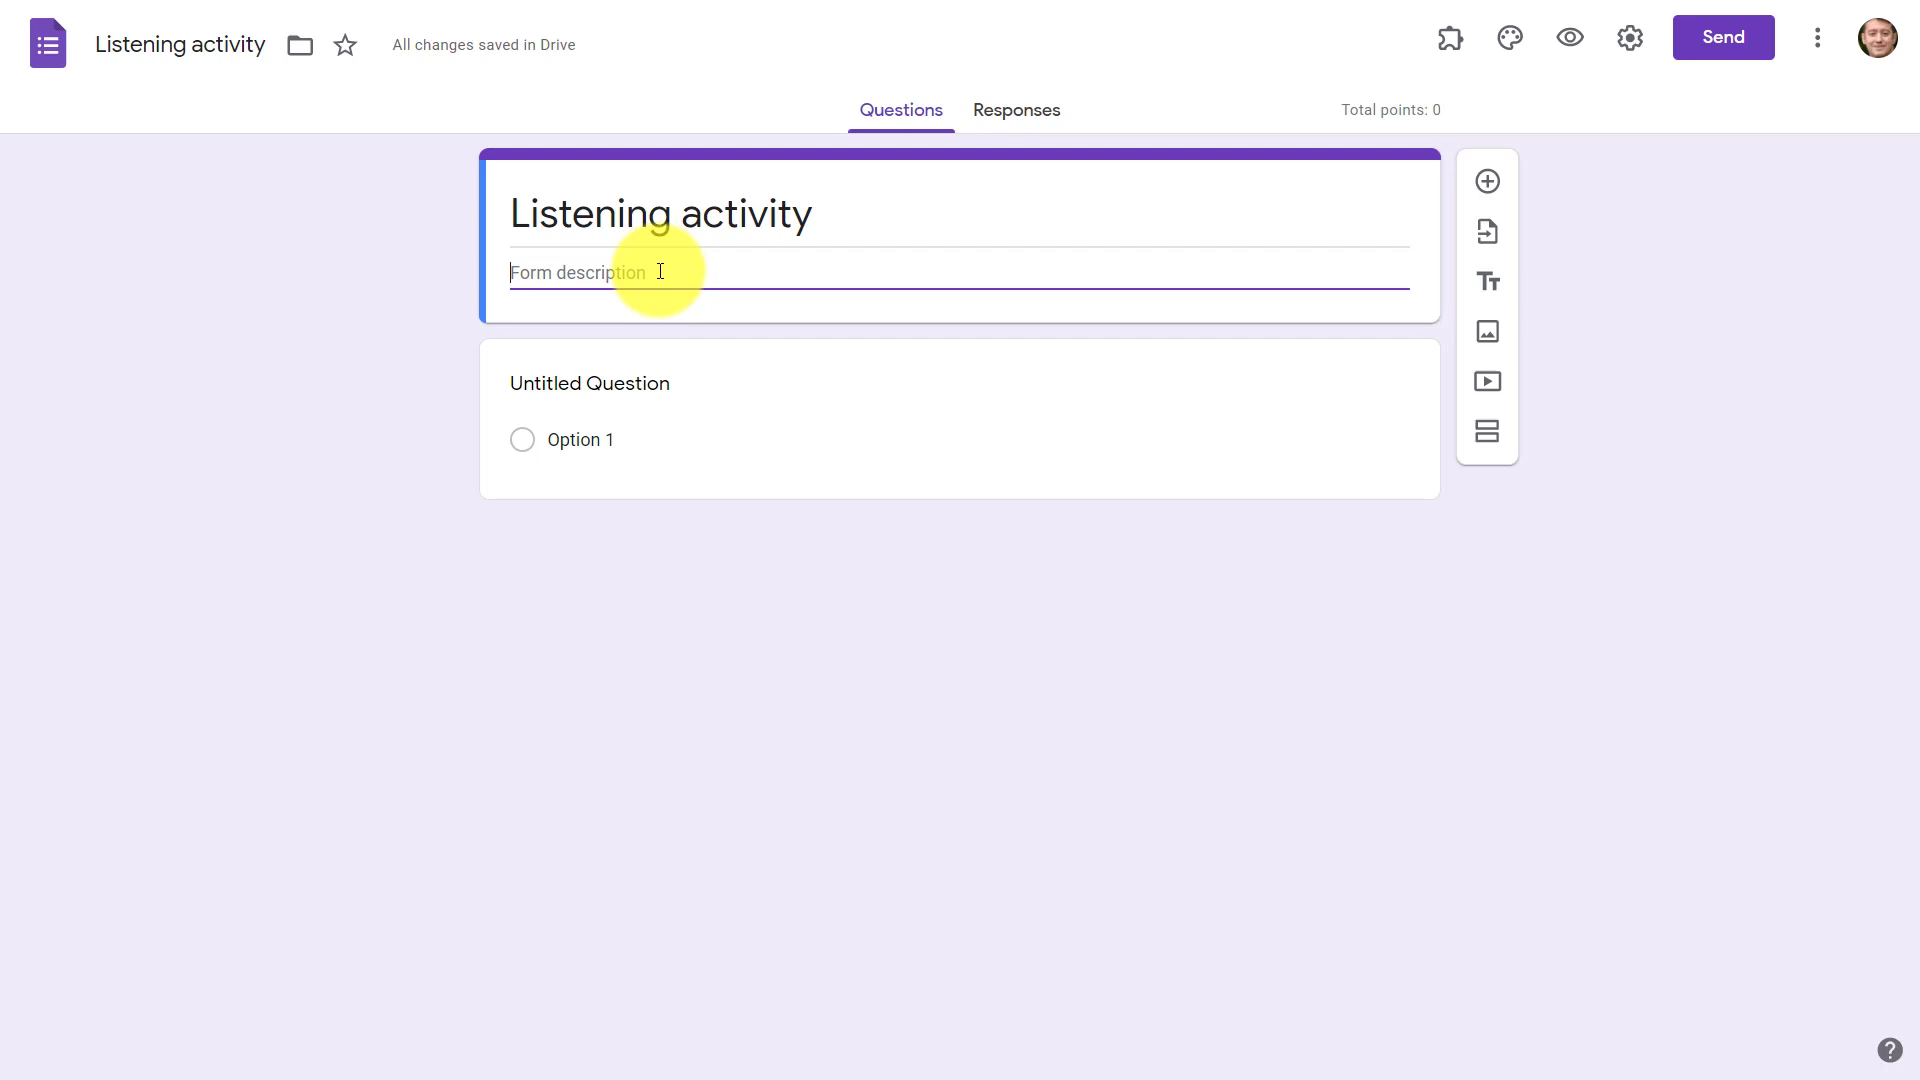 Listening activity
All changes saved in Drive
Send
Questions
Responses
Total points: 0
Listening activity
Form description
Untitled Question
Option 1